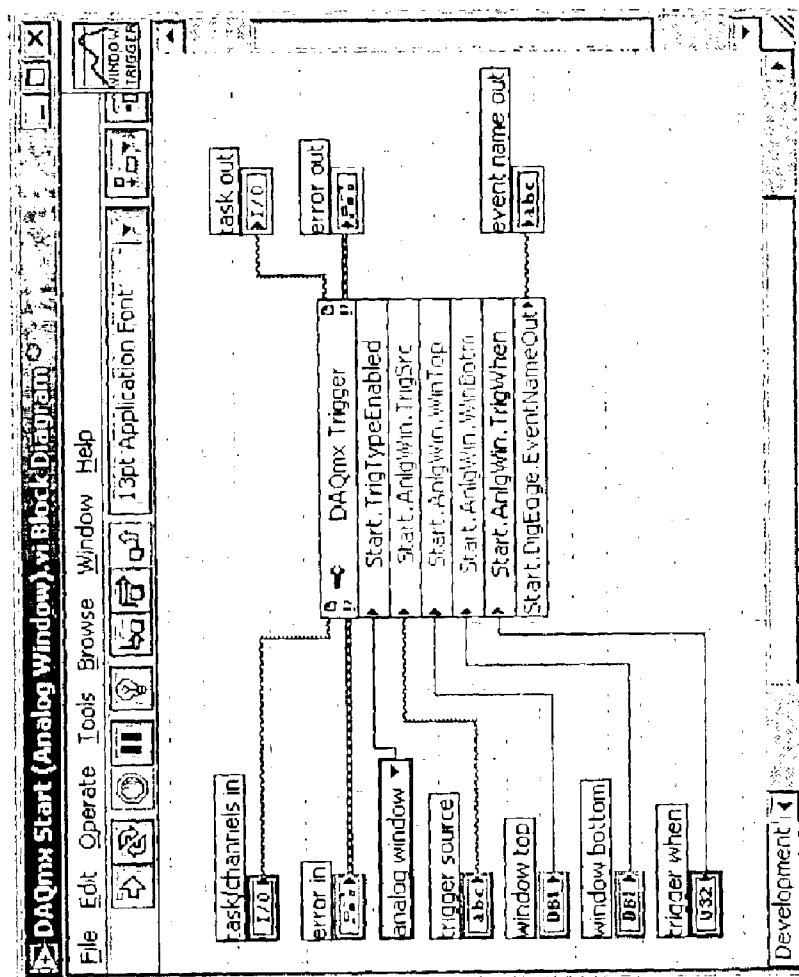 DAQmx Start (Analog Window).vi Block Diagram
File Edit Operate Tools Browse Window Help
13pt Application Font
WINDOW
TRIGGER
task/channels in
I/O
error in
analog window
trigger source
abc
window top
DBL
window bottom
DBL
trigger when
U32
DAQmx Trigger
Start.TrigTypeEnabled
Start.AnlgWin.TrigSrc
Start.AnlgWin.WinTop
Start.AnlgWin.WinBotm
Start.AnlgWin.TrigWhen
Start.DigEdge.EventNameOut
task out
I/O
error out
event name out
abc
Development